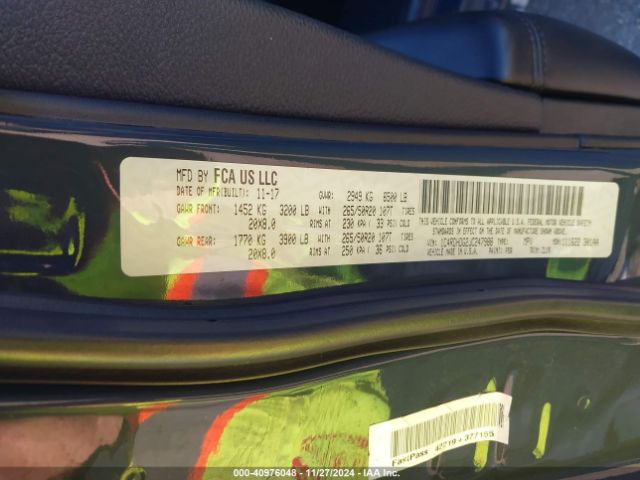 MFD BY FCA US LLC
DATE OF MFR(BUILT): 11-17 GVWR: 2949 KG 6500 LB
GAWR FRONT: 1452 KG 3200 LB WITH 265/50R20 107T TIRES
20X8.0 RIMS AT 230 KPA/ 33 PSI COLD
GAWR REAR: 1770 KG 3900 LB WITH 265/50R20 107T TIRES
20X8.0 RIMS AT 250 KPA/ 36 PSI COLD
THIS VEHICLE CONFORMS TO ALL APPLICABLE U.S.A. FEDERAL MOTOR VEHICLE SAFETY
STANDARDS IN EFFECT ON THE DATE OF MANUFACTURE SHOWN ABOVE.
TYPE: MPV
VEHICLE MADE IN U.S.A. PAINT:
FastPass
00-40976048 - 11/27/2024 - IAA Inc.